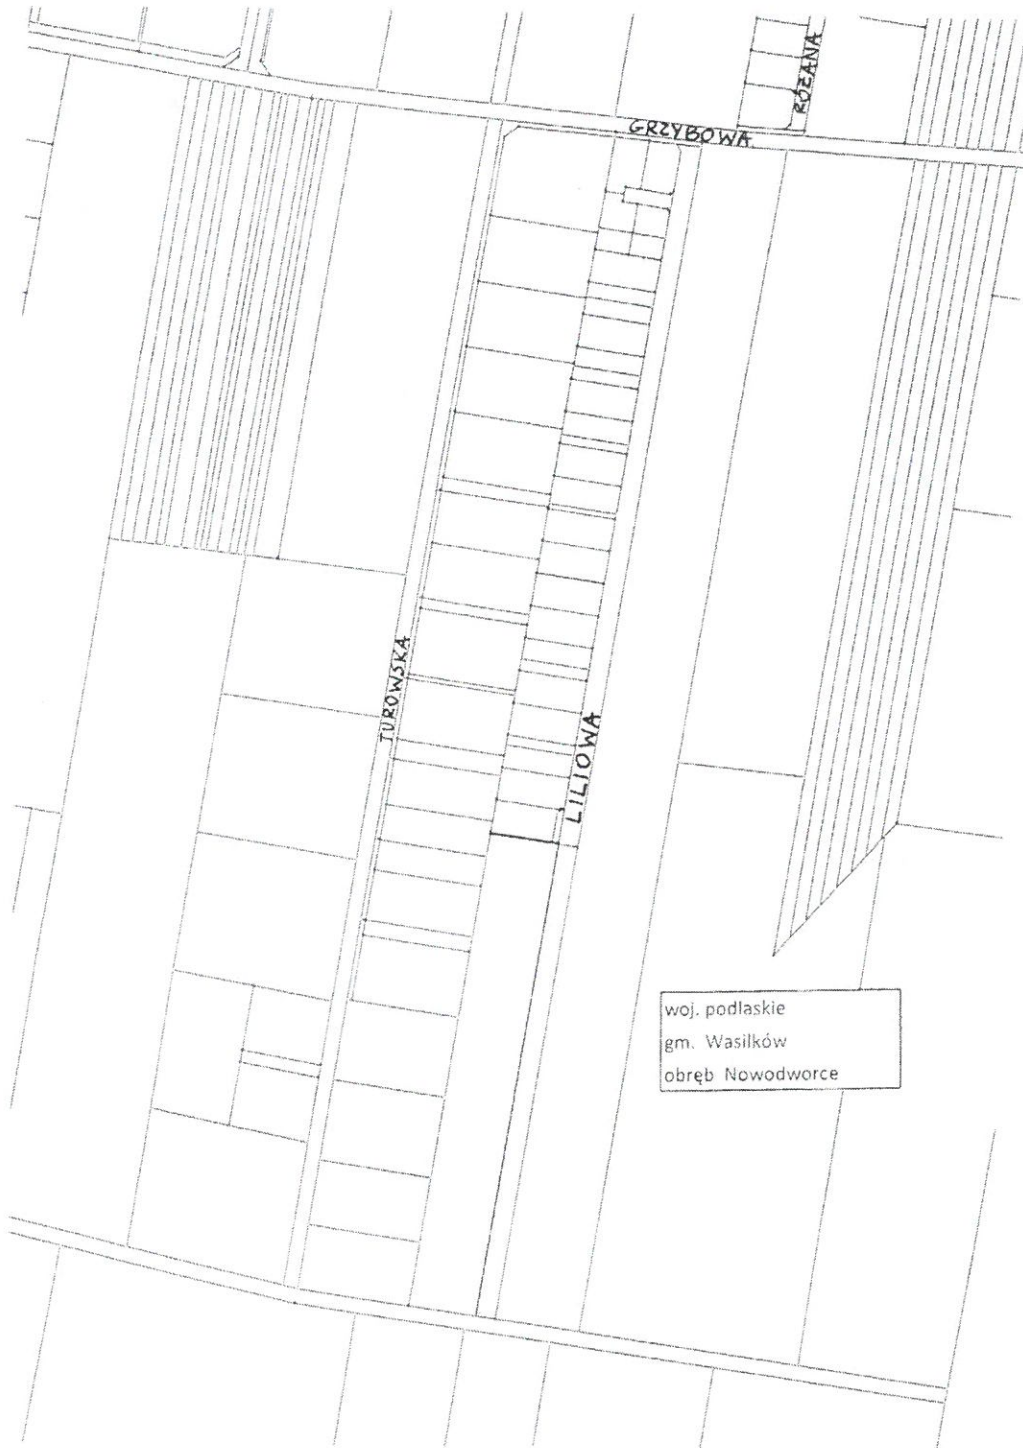 RÓŻANA
GRZYBOWA
TUROWSKA
LILIOWA
woj. podlaskie
gm. Wasilków
obręb Nowodworce